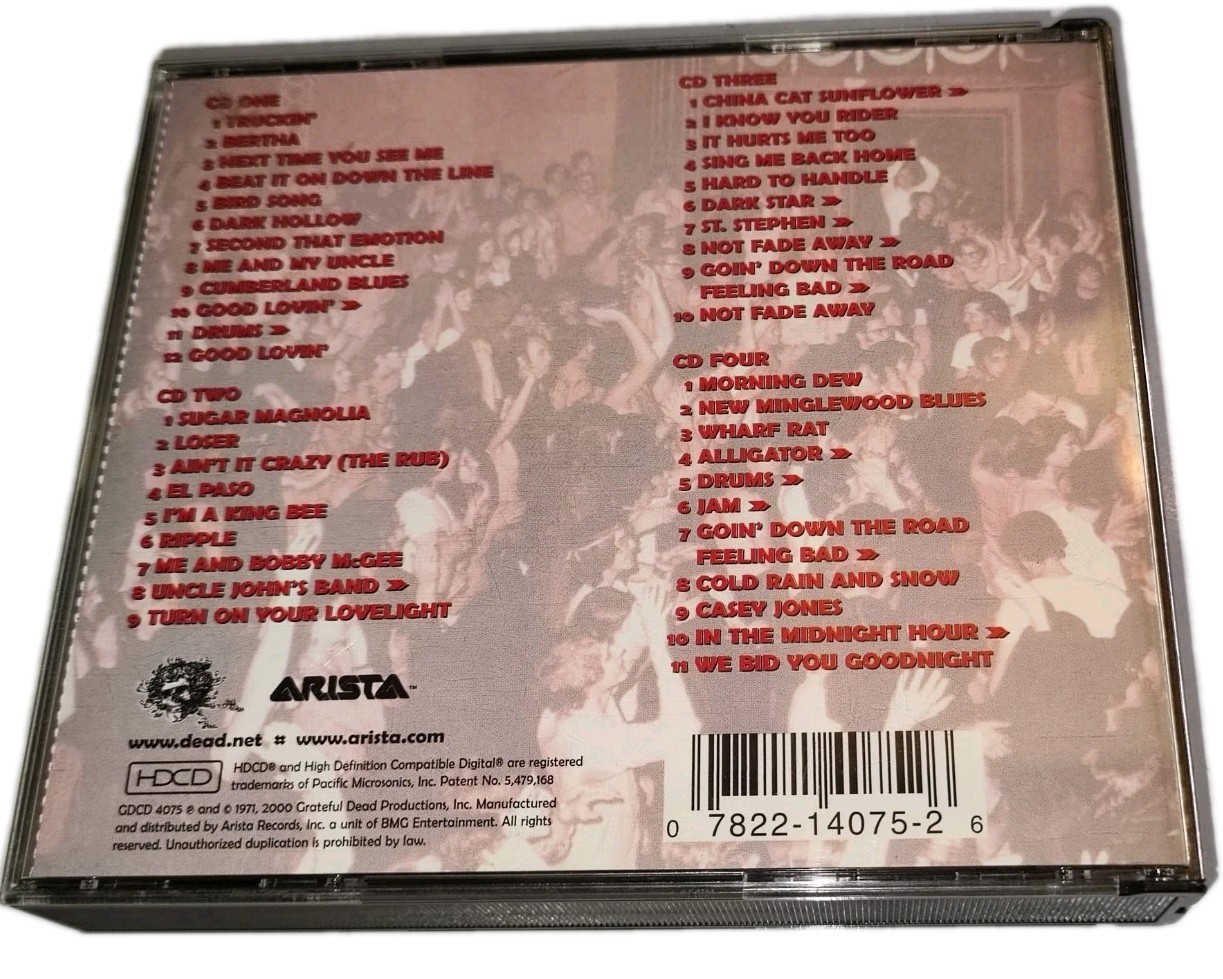 CD ONE
1 TRUCKIN'
2 BERTHA
3 NEXT TIME YOU SEE ME
4 BEAT IT ON DOWN THE LINE
5 BIRD SONG
6 DARK HOLLOW
7 SECOND THAT EMOTION
8 ME AND MY UNCLE
9 CUMBERLAND BLUES
10 GOOD LOVIN' »
11 DRUMS »
12 GOOD LOVIN'
CD TWO
1 SUGAR MAGNOLIA
2 LOSER
3 AIN'T IT CRAZY (THE RUB)
4 EL PASO
5 I'M A KING BEE
6 RIPPLE
7 ME AND BOBBY McGEE
8 UNCLE JOHN'S BAND »
9 TURN ON YOUR LOVELIGHT
CD THREE
1 CHINA CAT SUNFLOWER »
2 I KNOW YOU RIDER
3 IT HURTS ME TOO
4 SING ME BACK HOME
5 HARD TO HANDLE
6 DARK STAR »
7 ST. STEPHEN »
8 NOT FADE AWAY »
9 GOIN' DOWN THE ROAD
FEELING BAD »
10 NOT FADE AWAY
CD FOUR
1 MORNING DEW
2 NEW MINGLEWOOD BLUES
3 WHARF RAT
4 ALLIGATOR »
5 DRUMS »
6 JAM »
7 GOIN' DOWN THE ROAD
FEELING BAD »
8 COLD RAIN AND SNOW
9 CASEY JONES
10 IN THE MIDNIGHT HOUR »
11 WE BID YOU GOODNIGHT
ARISTA™
www.dead.net # www.arista.com
HDCD
HDCD® and High Definition Compatible Digital® are registered
trademarks of Pacific Microsonics, Inc. Patent No. 5,479,168
GDCD 4075 ℗ and © 1971, 2000 Grateful Dead Productions, Inc. Manufactured
and distributed by Arista Records, Inc. a unit of BMG Entertainment. All rights
reserved. Unauthorized duplication is prohibited by law.
0 7822-14075-2 6